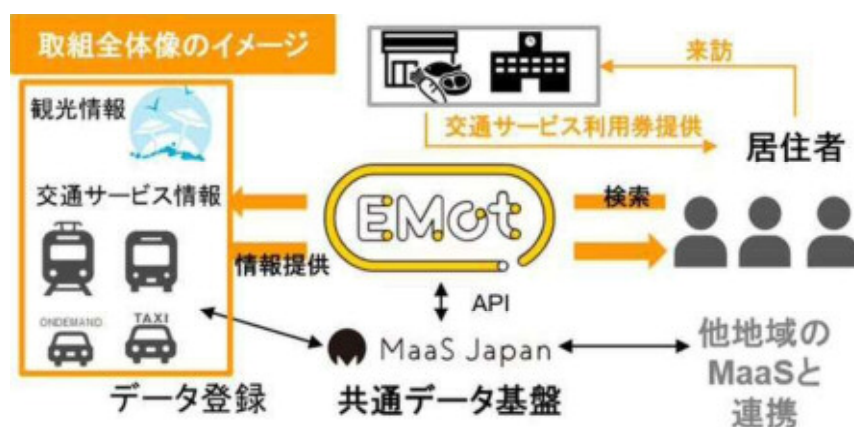 取組全体像のイメージ
来訪
観光情報
交通サービス利用券提供
居住者
交通サービス情報
EMot
検索
情報提供
API
ONDEMAND
TAXI
MaaS Japan
他地域の
MaaSと
連携
データ登録
共通データ基盤